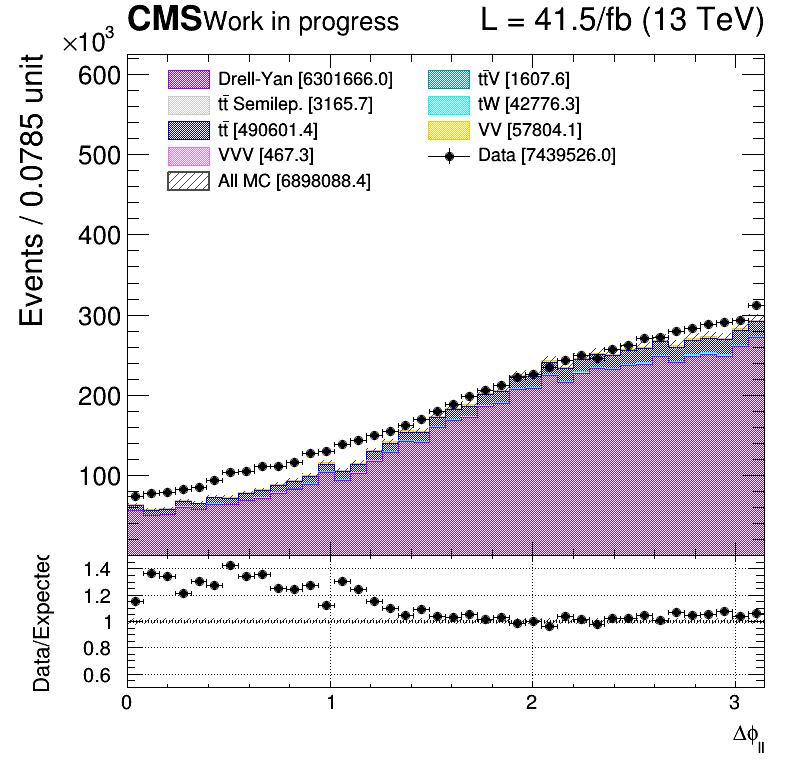 CMS Work in progress L = 41.5/fb (13 TeV)
×10³
Events / 0.0785 unit
600
500
400
300
200
100
Drell-Yan [6301666.0]
tt̄ Semilep. [3165.7]
tt̄ [490601.4]
VVV [467.3]
All MC [6898088.4]
tt̄V [1607.6]
tW [42776.3]
VV [57804.1]
Data [7439526.0]
Data/Expected
1.4
1.2
1
0.8
0.6
0 1 2 3
Δϕ_ll